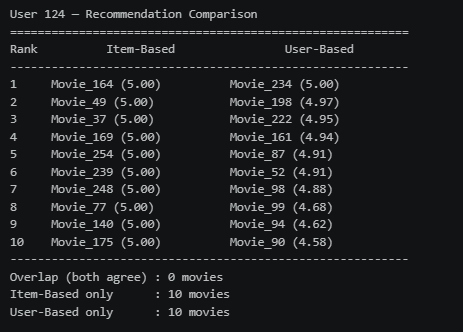 User 124 — Recommendation Comparison
==========================================================
Rank Item-Based User-Based
----------------------------------------------------------
1 Movie_164 (5.00) Movie_234 (5.00)
2 Movie_49 (5.00) Movie_198 (4.97)
3 Movie_37 (5.00) Movie_222 (4.95)
4 Movie_169 (5.00) Movie_161 (4.94)
5 Movie_254 (5.00) Movie_87 (4.91)
6 Movie_239 (5.00) Movie_52 (4.91)
7 Movie_248 (5.00) Movie_98 (4.88)
8 Movie_77 (5.00) Movie_99 (4.68)
9 Movie_140 (5.00) Movie_94 (4.62)
10 Movie_175 (5.00) Movie_90 (4.58)
----------------------------------------------------------
Overlap (both agree) : 0 movies
Item-Based only : 10 movies
User-Based only : 10 movies